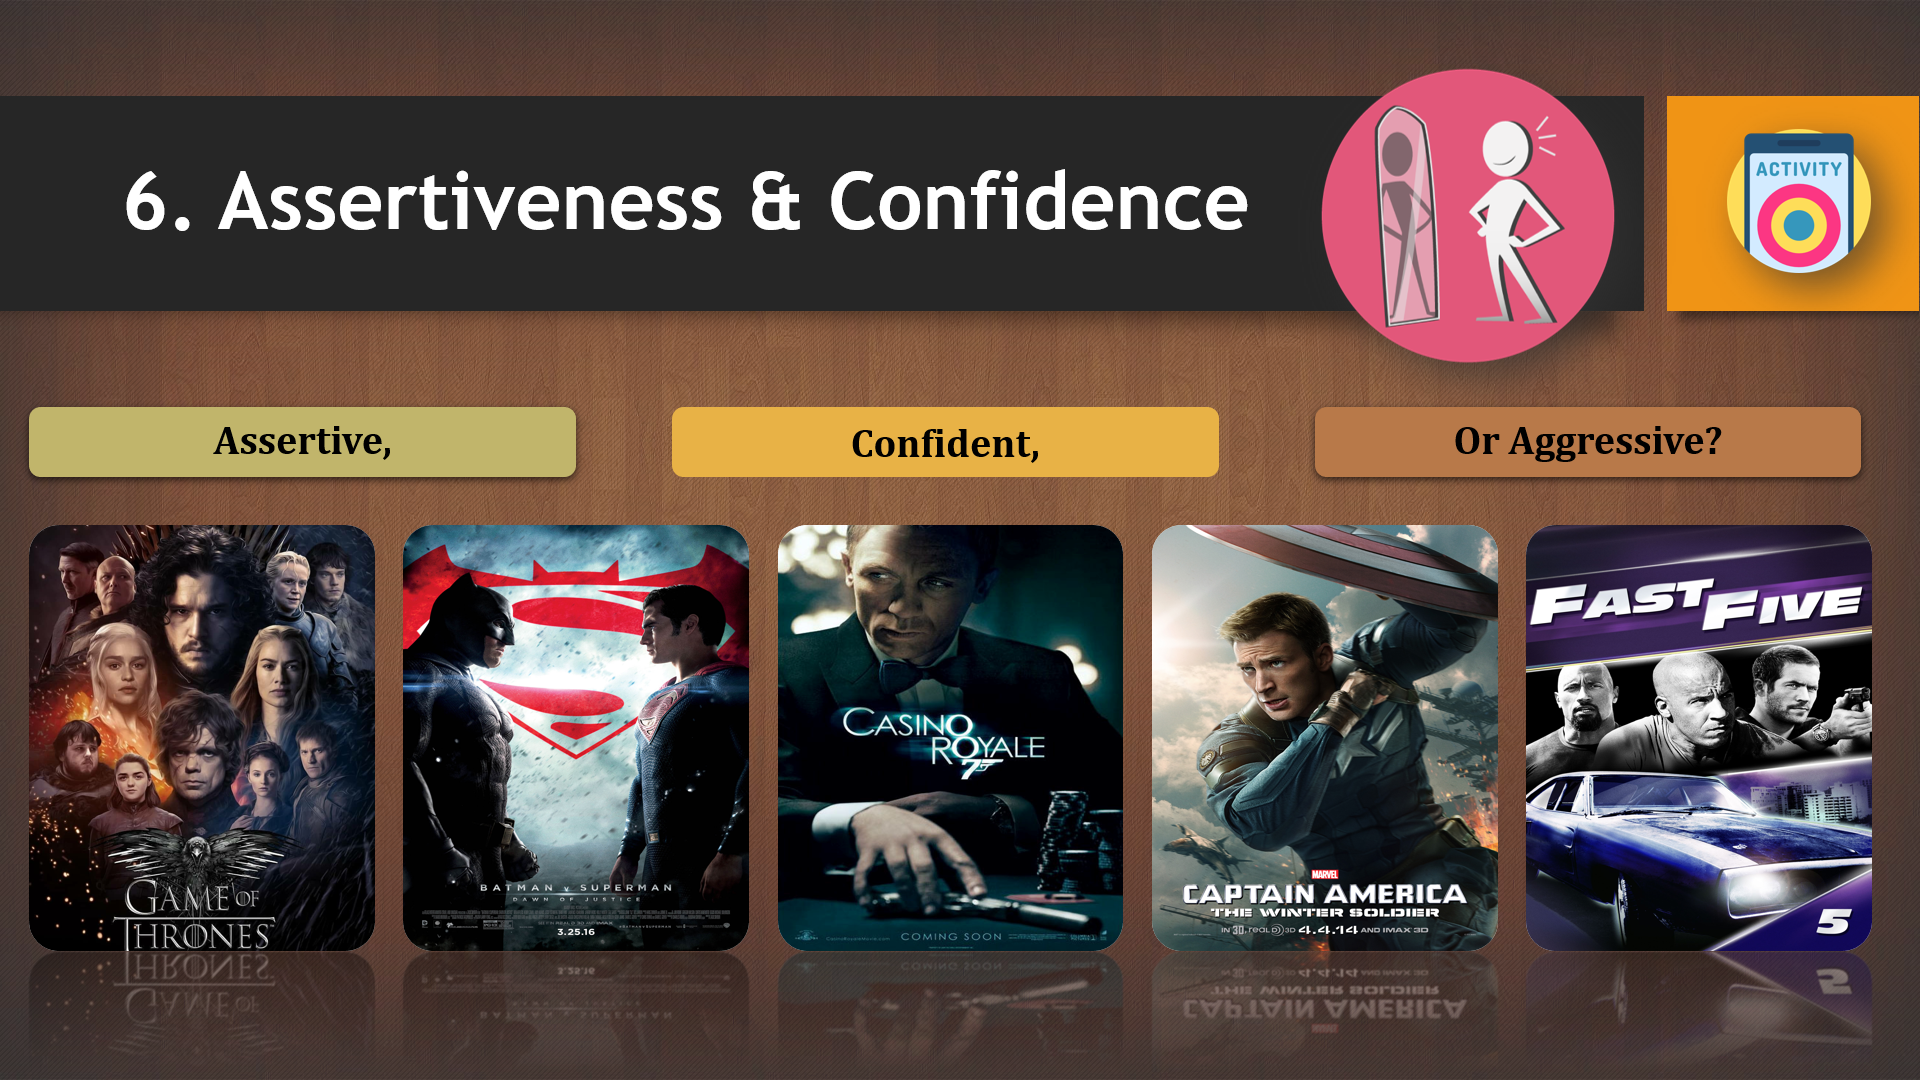 6. Assertiveness & Confidence
ACTIVITY
Assertive,
Confident,
Or Aggressive?
GAME OF
THRONES
BATMAN v SUPERMAN
DAWN OF JUSTICE
3.25.16
CASINO
ROYALE
007
COMING SOON
MARVEL
CAPTAIN AMERICA
THE WINTER SOLDIER
IN 3D, REAL D 3D 4.4.14 AND IMAX 3D
FAST FIVE
5